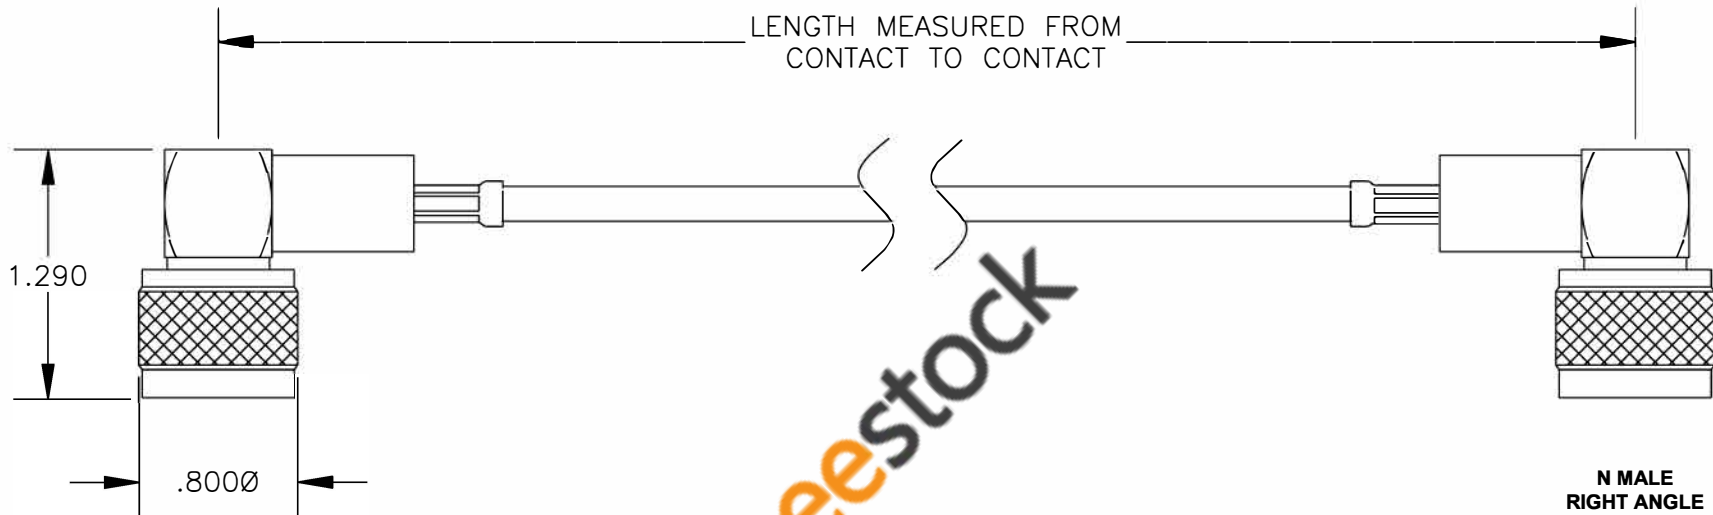 LENGTH MEASURED FROM
CONTACT TO CONTACT
1.290
.800Ø
eestock
N MALE
RIGHT ANGLE